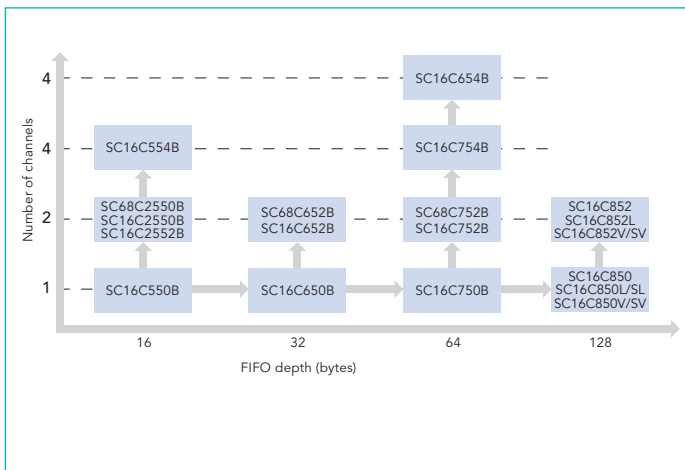 Number of channels
4
SC16C654B
4
SC16C554B
SC16C754B
2
SC68C2550B
SC16C2550B
SC16C2552B
SC68C652B
SC16C652B
SC68C752B
SC16C752B
SC16C852
SC16C852L
SC16C852V/SV
1
SC16C550B
SC16C650B
SC16C750B
SC16C850
SC16C850L/SL
SC16C850V/SV
16
32
64
128
FIFO depth (bytes)